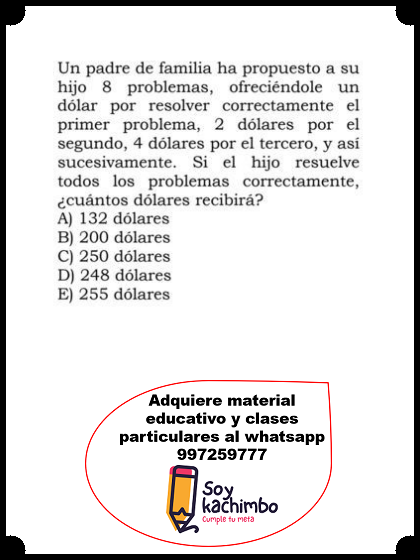 Un padre de familia ha propuesto a su
hijo 8 problemas, ofreciéndole un
dólar por resolver correctamente el
primer problema, 2 dólares por el
segundo, 4 dólares por el tercero, y así
sucesivamente. Si el hijo resuelve
todos los problemas correctamente,
¿cuántos dólares recibirá?
A) 132 dólares
B) 200 dólares
C) 250 dólares
D) 248 dólares
E) 255 dólares
Adquiere material
educativo y clases
particulares al whatsapp
997259777
Soy
kachimbo
Cumple tu meta